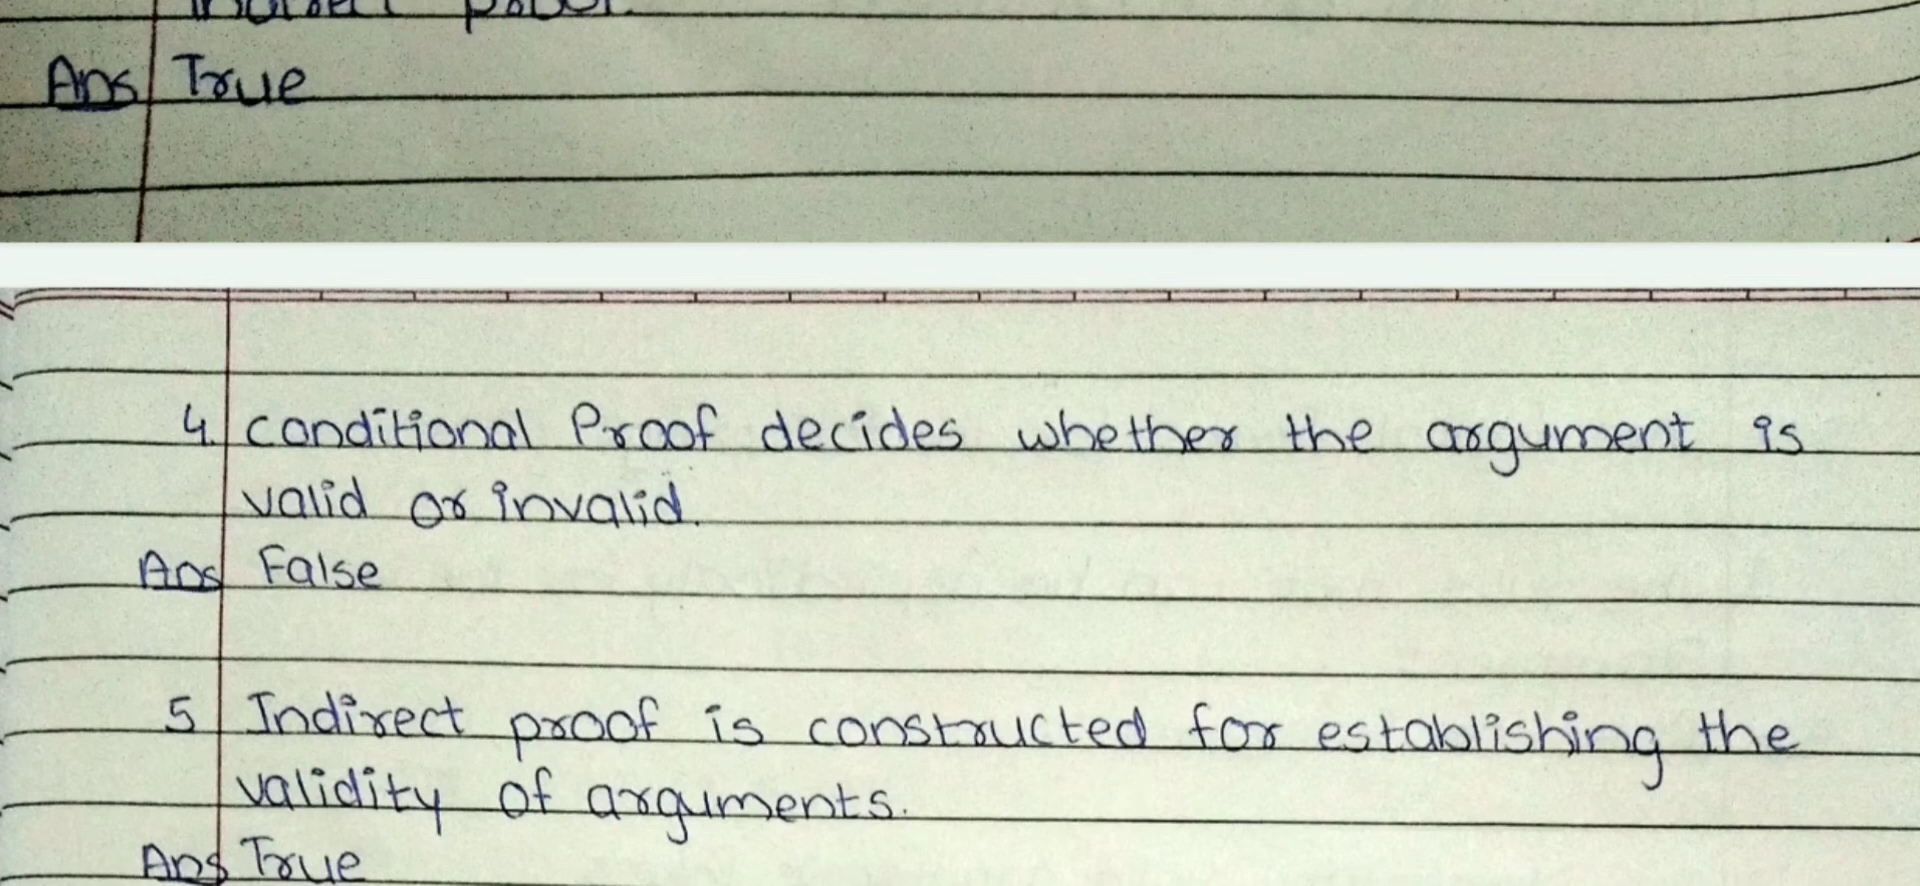 Ans True
4. conditional Proof decides whether the argument is
valid or invalid.
Ans False
5 Indirect proof is constructed for establishing the
validity of arguments.
Ans True